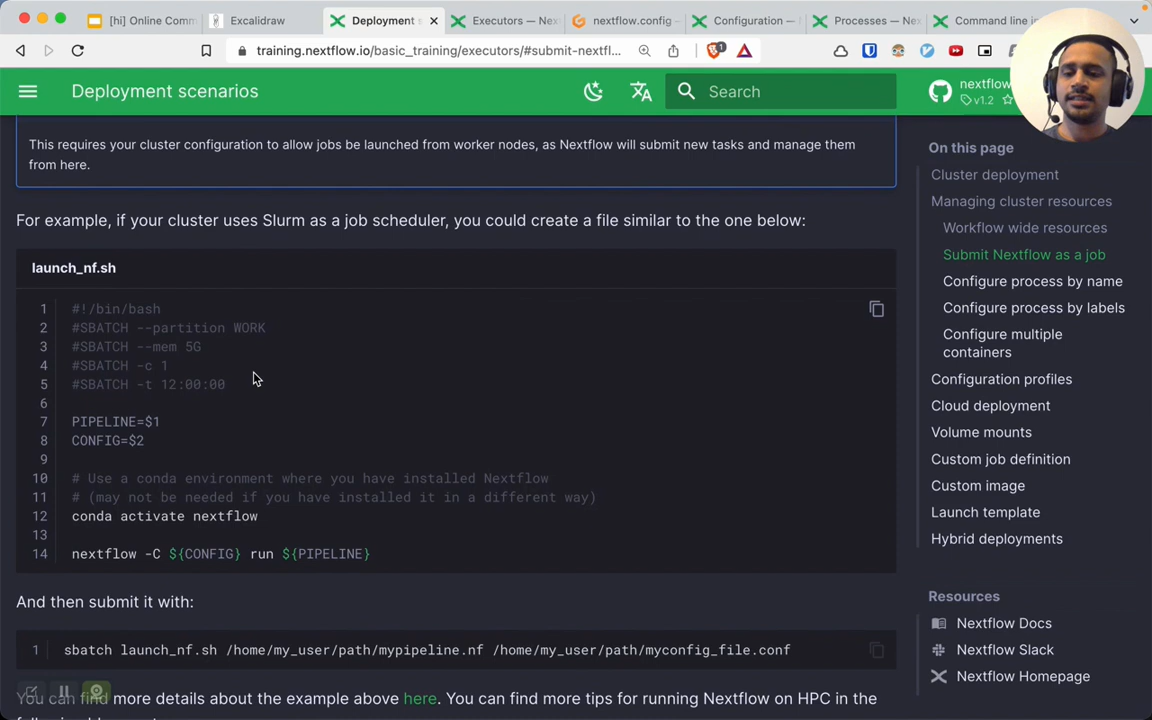 [hi] Online Comm
Excalidraw
Deployment s
Executors — Nex
nextflow.config -
Configuration —
Processes — Nex
Command line in
training.nextflow.io/basic_training/executors/#submit-nextfl...
1
Deployment scenarios
Search
nextflow
v1.2
This requires your cluster configuration to allow jobs be launched from worker nodes, as Nextflow will submit new tasks and manage them
from here.
For example, if your cluster uses Slurm as a job scheduler, you could create a file similar to the one below:
launch_nf.sh
1 #!/bin/bash
2 #SBATCH --partition WORK
3 #SBATCH --mem 5G
4 #SBATCH -c 1
5 #SBATCH -t 12:00:00
6
7 PIPELINE=$1
8 CONFIG=$2
9
10 # Use a conda environment where you have installed Nextflow
11 # (may not be needed if you have installed it in a different way)
12 conda activate nextflow
13
14 nextflow -C ${CONFIG} run ${PIPELINE}
And then submit it with:
1 sbatch launch_nf.sh /home/my_user/path/mypipeline.nf /home/my_user/path/myconfig_file.conf
You can find more details about the example above here. You can find more tips for running Nextflow on HPC in the
On this page
Cluster deployment
Managing cluster resources
Workflow wide resources
Submit Nextflow as a job
Configure process by name
Configure process by labels
Configure multiple
containers
Configuration profiles
Cloud deployment
Volume mounts
Custom job definition
Custom image
Launch template
Hybrid deployments
Resources
Nextflow Docs
Nextflow Slack
Nextflow Homepage